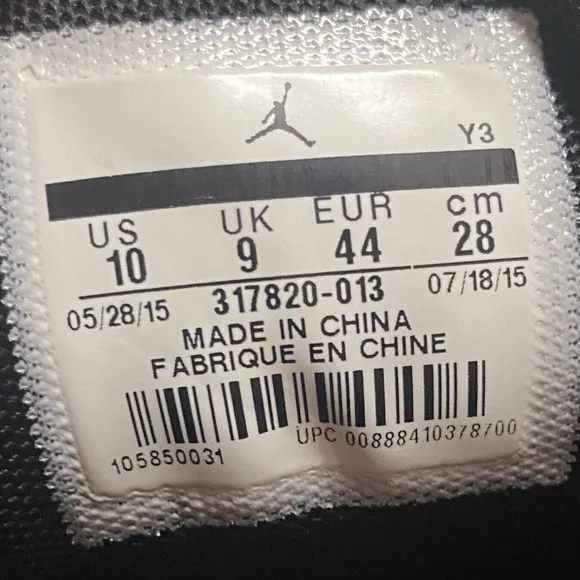 Y3
US UK EUR cm
10 9 44 28
05/28/15 317820-013 07/18/15
MADE IN CHINA
FABRIQUE EN CHINE
105850031 UPC 00888410378700